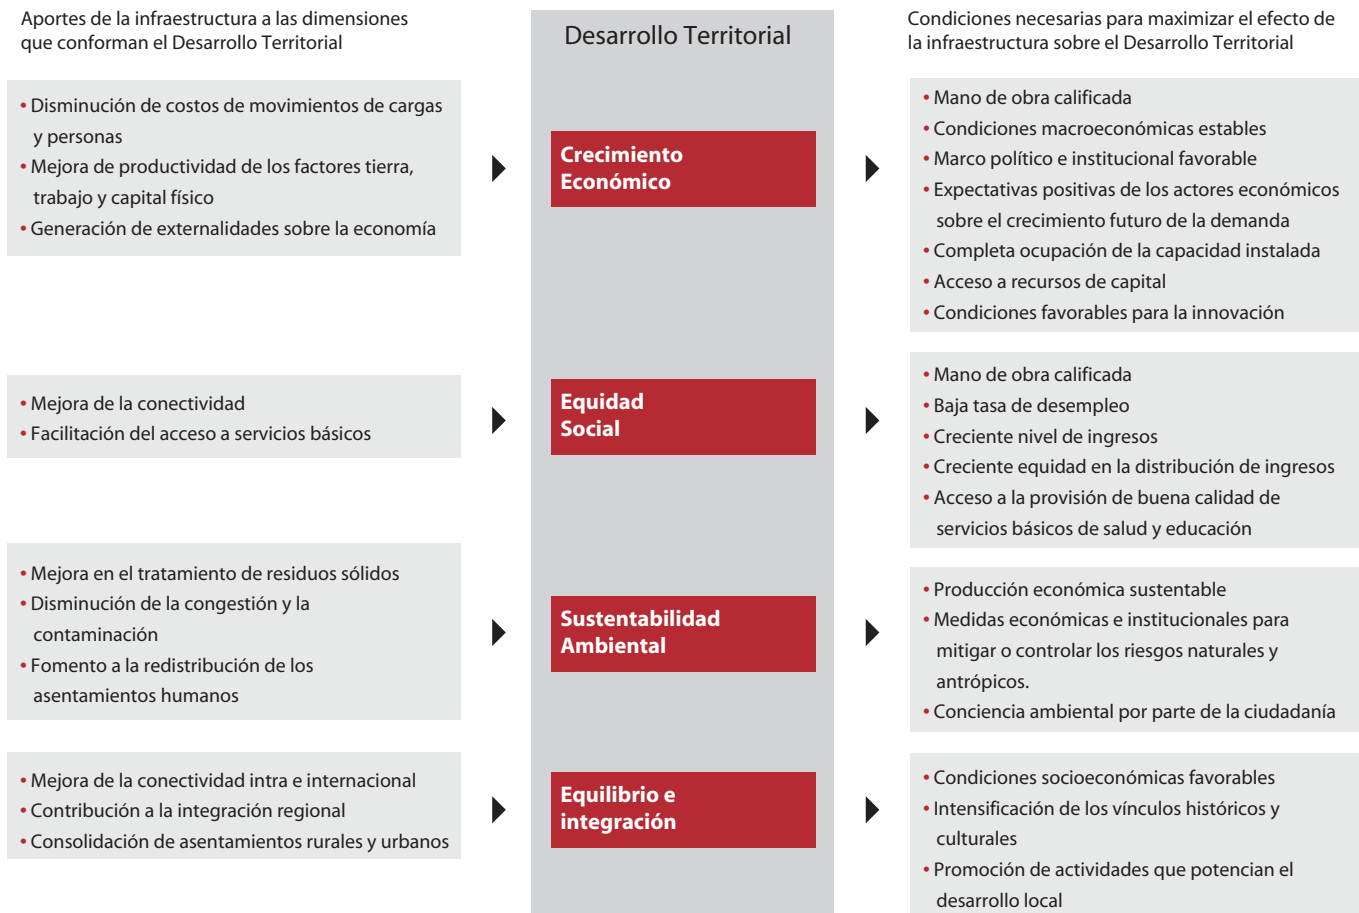 Aportes de la infraestructura a las dimensiones
que conforman el Desarrollo Territorial
Desarrollo Territorial
Condiciones necesarias para maximizar el efecto de
la infraestructura sobre el Desarrollo Territorial
• Disminución de costos de movimientos de cargas
y personas
• Mejora de productividad de los factores tierra,
trabajo y capital físico
• Generación de externalidades sobre la economía
Crecimiento
Económico
• Mano de obra calificada
• Condiciones macroeconómicas estables
• Marco político e institucional favorable
• Expectativas positivas de los actores económicos
sobre el crecimiento futuro de la demanda
• Completa ocupación de la capacidad instalada
• Acceso a recursos de capital
• Condiciones favorables para la innovación
• Mejora de la conectividad
• Facilitación del acceso a servicios básicos
Equidad
Social
• Mano de obra calificada
• Baja tasa de desempleo
• Creciente nivel de ingresos
• Creciente equidad en la distribución de ingresos
• Acceso a la provisión de buena calidad de
servicios básicos de salud y educación
• Mejora en el tratamiento de residuos sólidos
• Disminución de la congestión y la
contaminación
• Fomento a la redistribución de los
asentamientos humanos
Sustentabilidad
Ambiental
• Producción económica sustentable
• Medidas económicas e institucionales para
mitigar o controlar los riesgos naturales y
antrópicos.
• Conciencia ambiental por parte de la ciudadanía
• Mejora de la conectividad intra e internacional
• Contribución a la integración regional
• Consolidación de asentamientos rurales y urbanos
Equilibrio e
integración
• Condiciones socioeconómicas favorables
• Intensificación de los vínculos históricos y
culturales
• Promoción de actividades que potencian el
desarrollo local